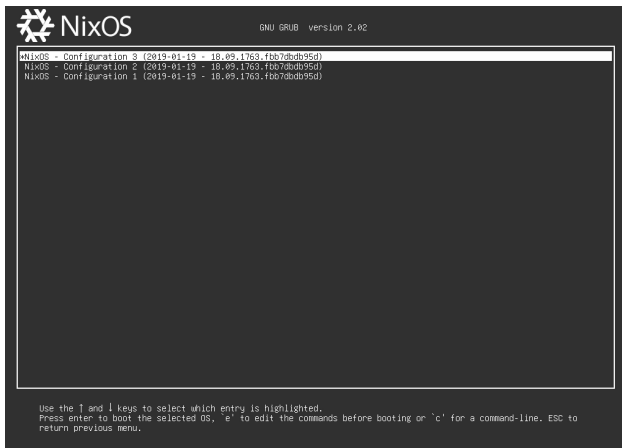 NixOS
GNU GRUB  version 2.02
*NixOS - Configuration 3 (2019-01-19 - 18.09.1763.fbb7dbdb95d)
NixOS - Configuration 2 (2019-01-19 - 18.09.1763.fbb7dbdb95d)
NixOS - Configuration 1 (2019-01-19 - 18.09.1763.fbb7dbdb95d)
Use the ↑ and ↓ keys to select which entry is highlighted.
Press enter to boot the selected OS, `e' to edit the commands before booting or `c' for a command-line. ESC to
return previous menu.